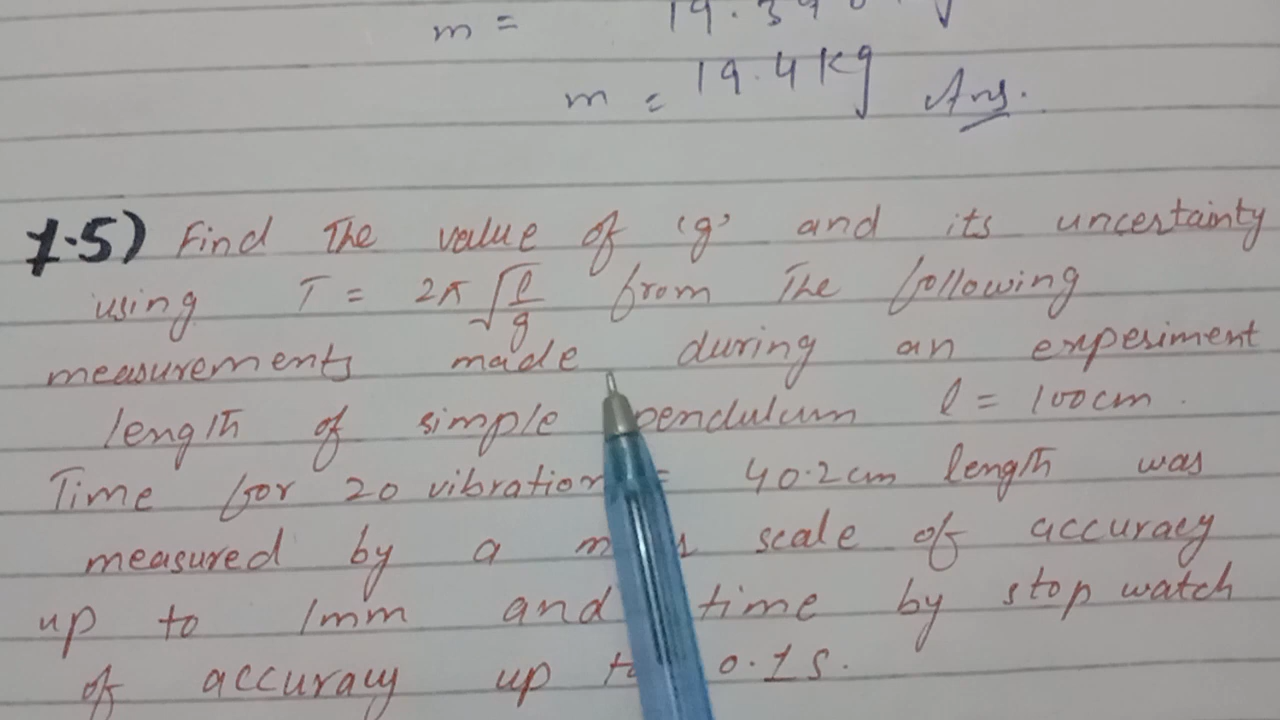 m =
m = 19.4 kg Ans.
1.5) Find The value of 'g' and its uncertainty
using T = 2π √l/g from The following
measurements made during an experiment
length of simple pendulum l = 100cm.
Time for 20 vibration = 40.2cm length was
measured by a scale of accuracy
up to 1mm and time by stop watch
of accuracy up to 0.1s.